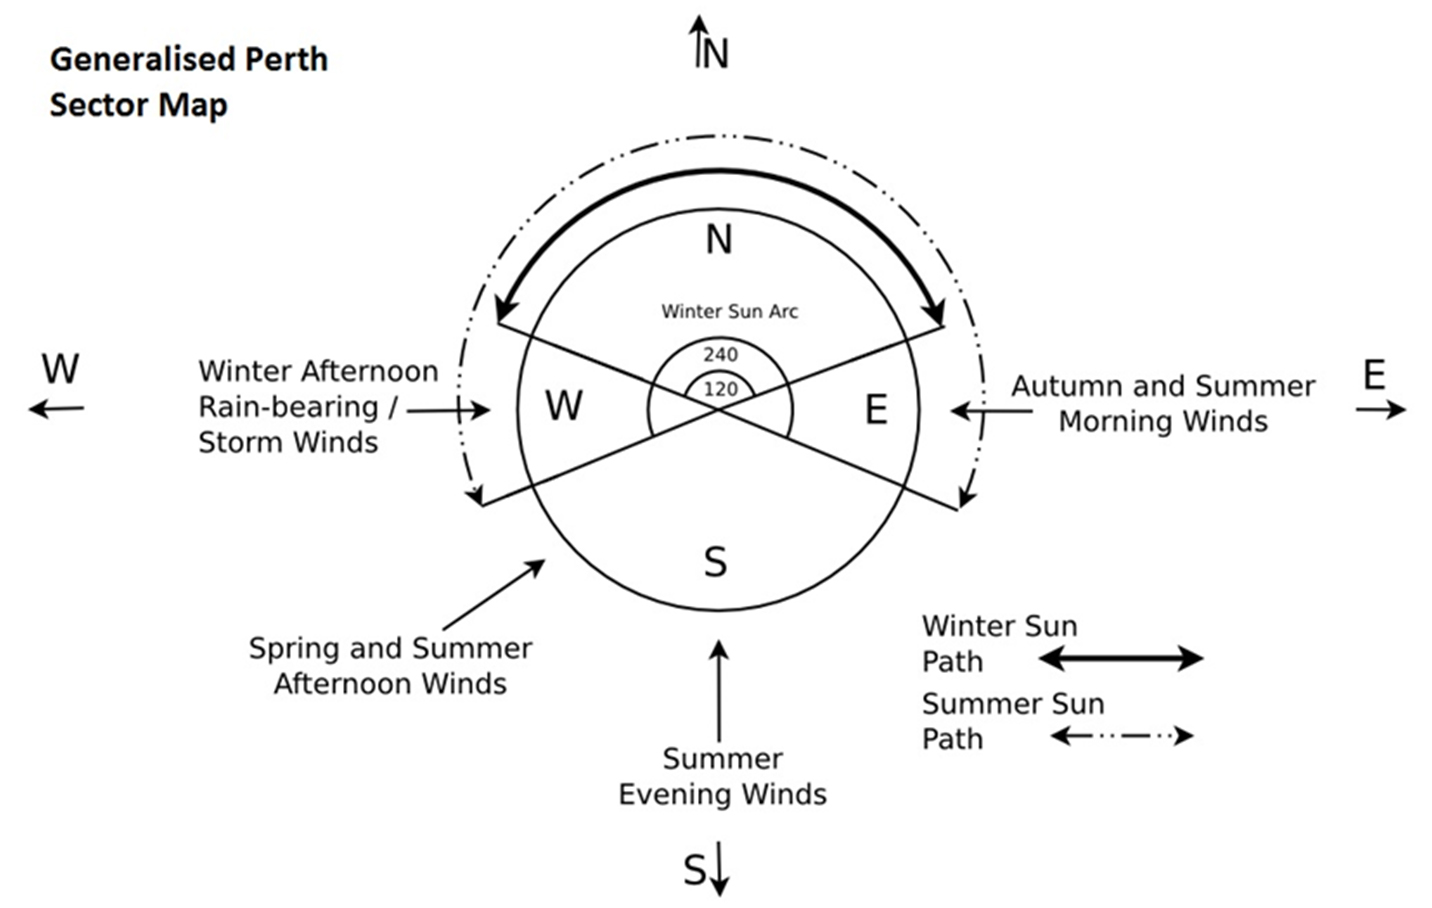 Generalised Perth
Sector Map
N
N
Winter Sun Arc
240
120
W
Winter Afternoon
Rain-bearing /
Storm Winds
W
E
Autumn and Summer
Morning Winds
E
S
Spring and Summer
Afternoon Winds
Winter Sun
Path
Summer Sun
Path
Summer
Evening Winds
S